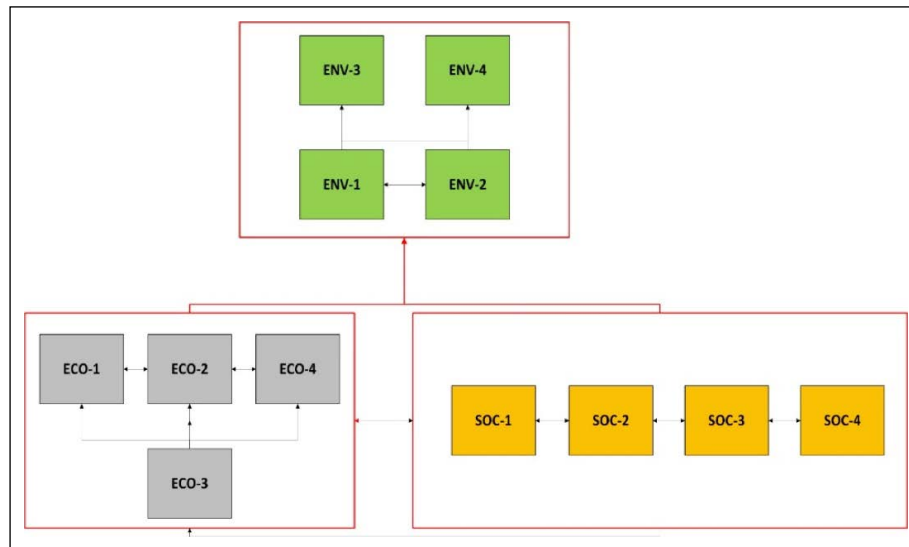 ENV-3 ENV-4
ENV-1 ENV-2
ECO-1 ECO-2 ECO-4
ECO-3
SOC-1 SOC-2 SOC-3 SOC-4